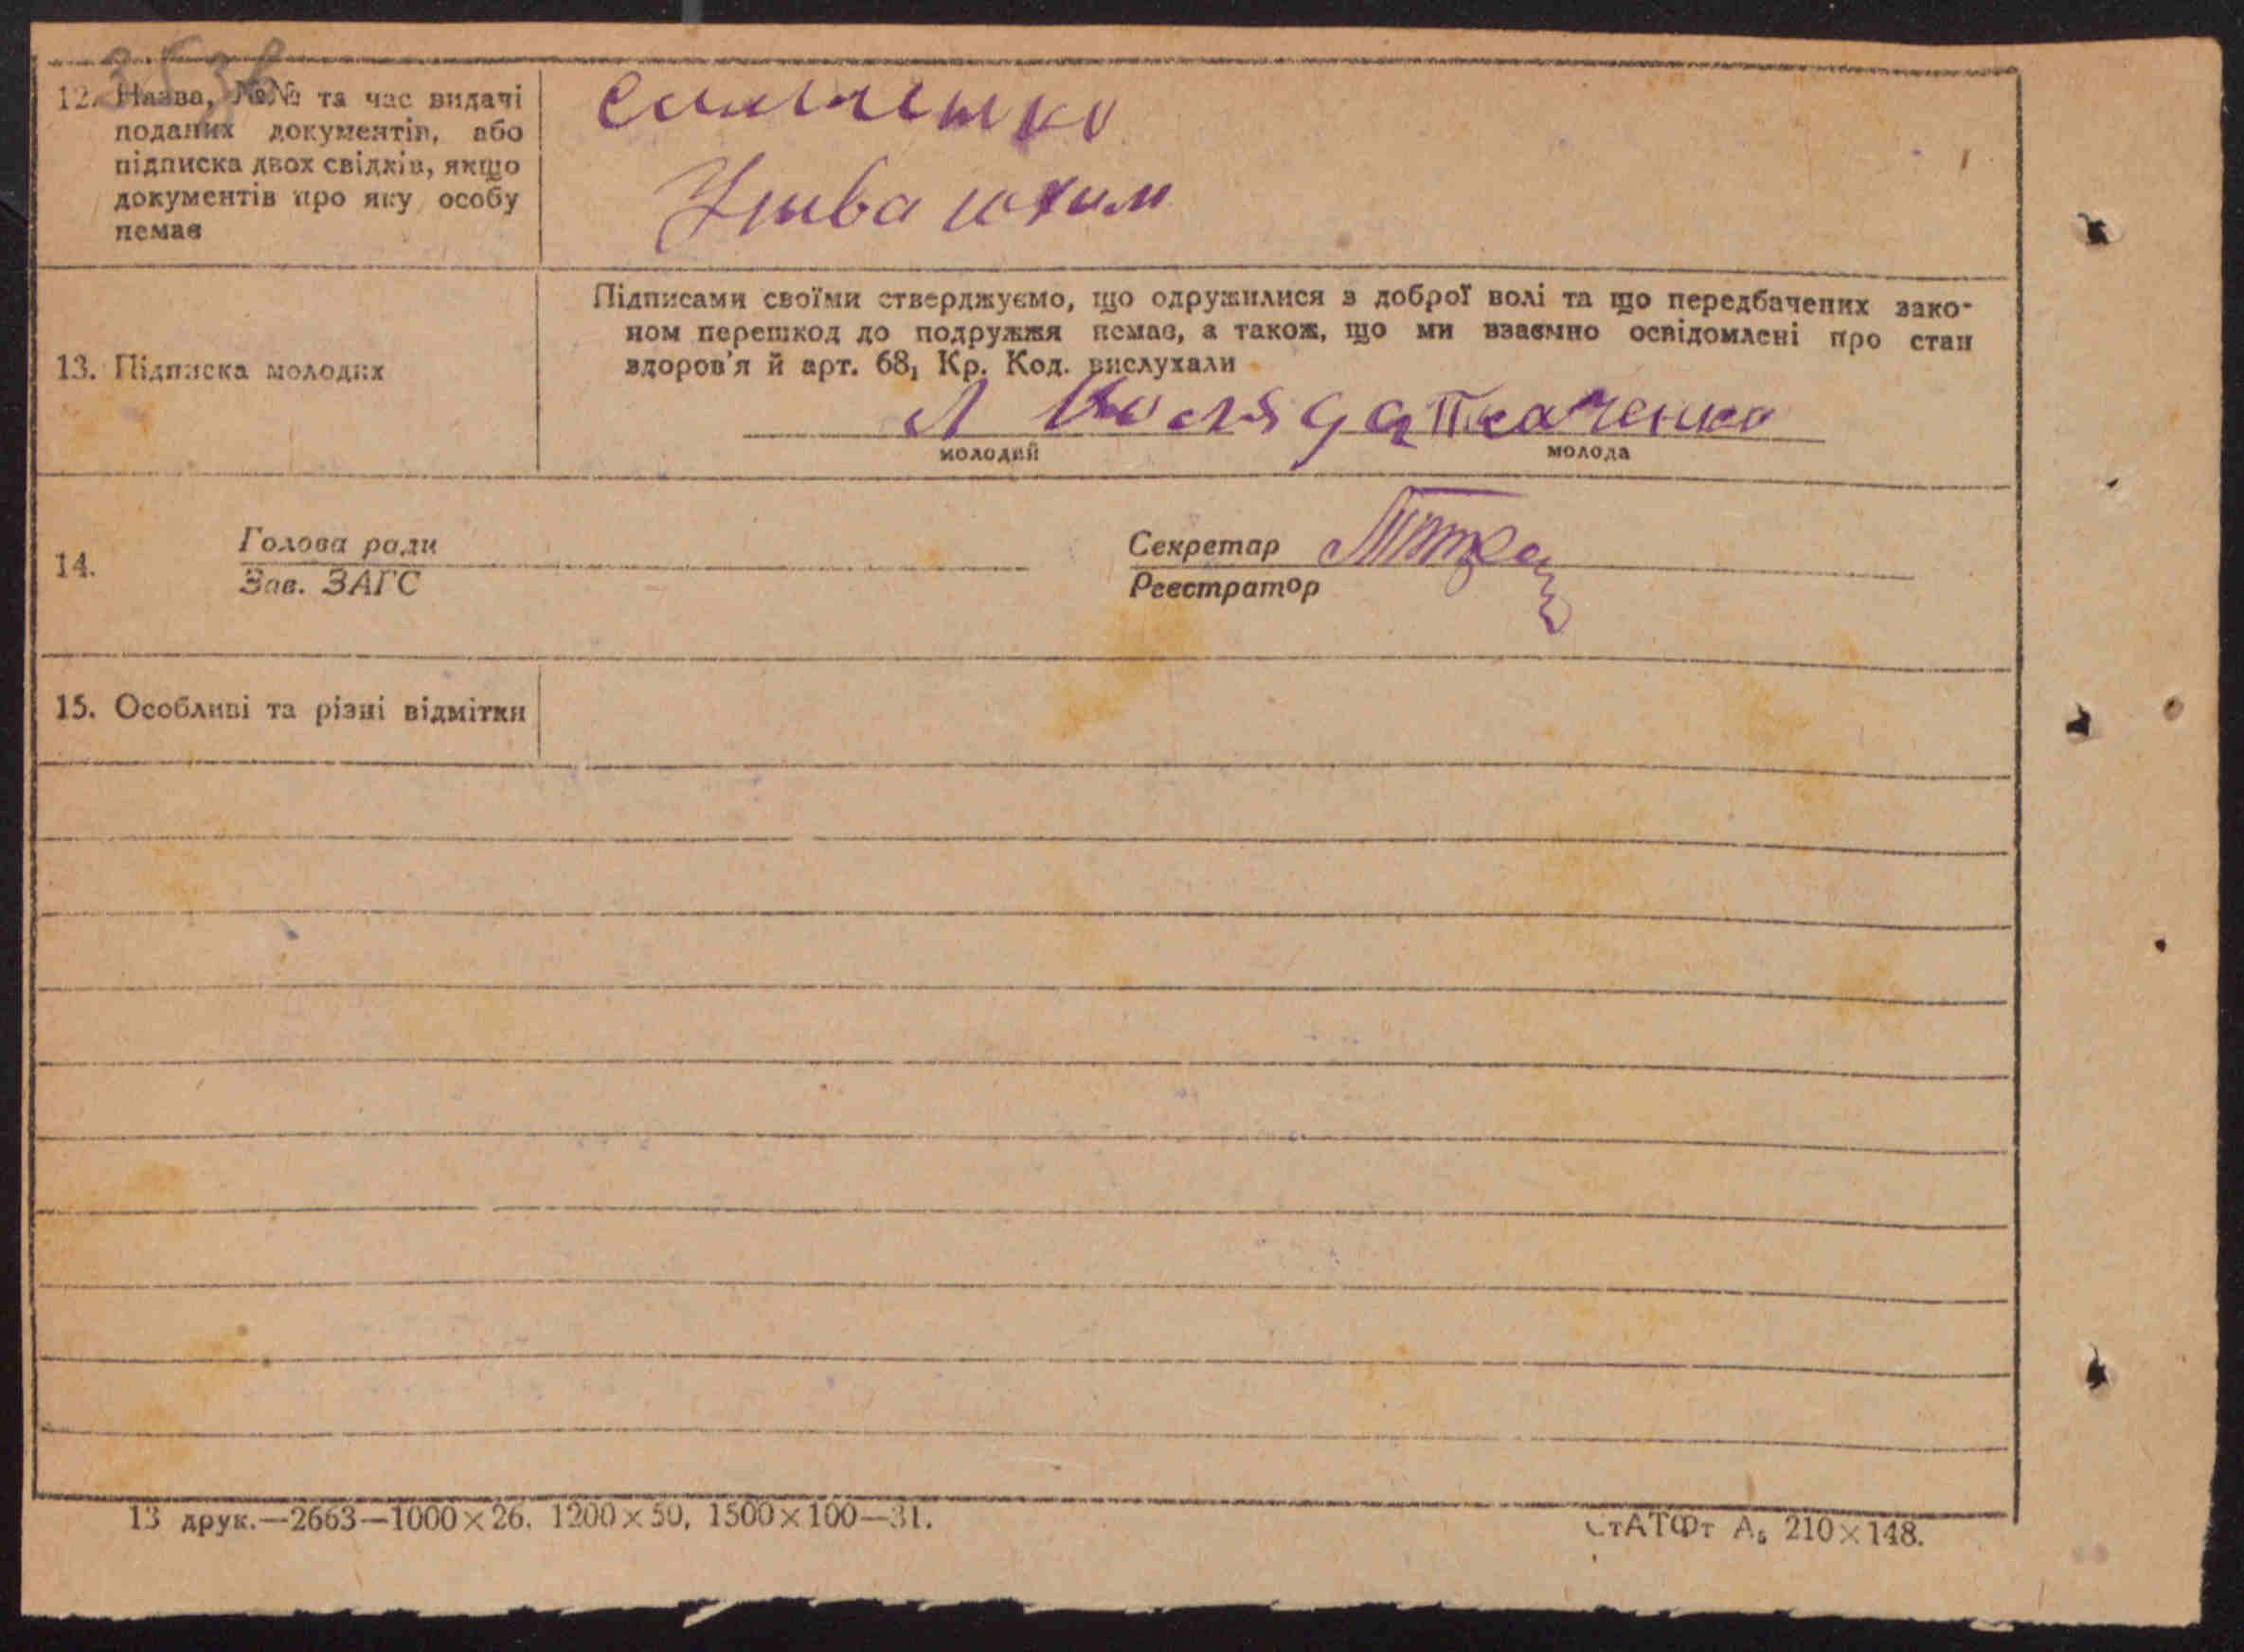 12. Назва, №№ та час видачі
поданих документів, або
підписка двох свідків, якщо
документів про яку особу
немає
юхим
13. Підписка молодих
Підписами своїми стверджуємо, що одружилися з доброї волі та що передбачених зако-
ном перешкод до подружжя немає, а також, що ми взаємно освідомлені про стан
здоров'я й арт. 68, Кр. Код. вислухали
Л Коляда Ткаченко
молодий молода
14. Голова ради Секретар
Зав. ЗАГС Реєстратор
15. Особливі та різні відмітки
13 друк.—2663—1000×26. 1200×50, 1500×100—31.
СтАТФт А₅ 210×148.